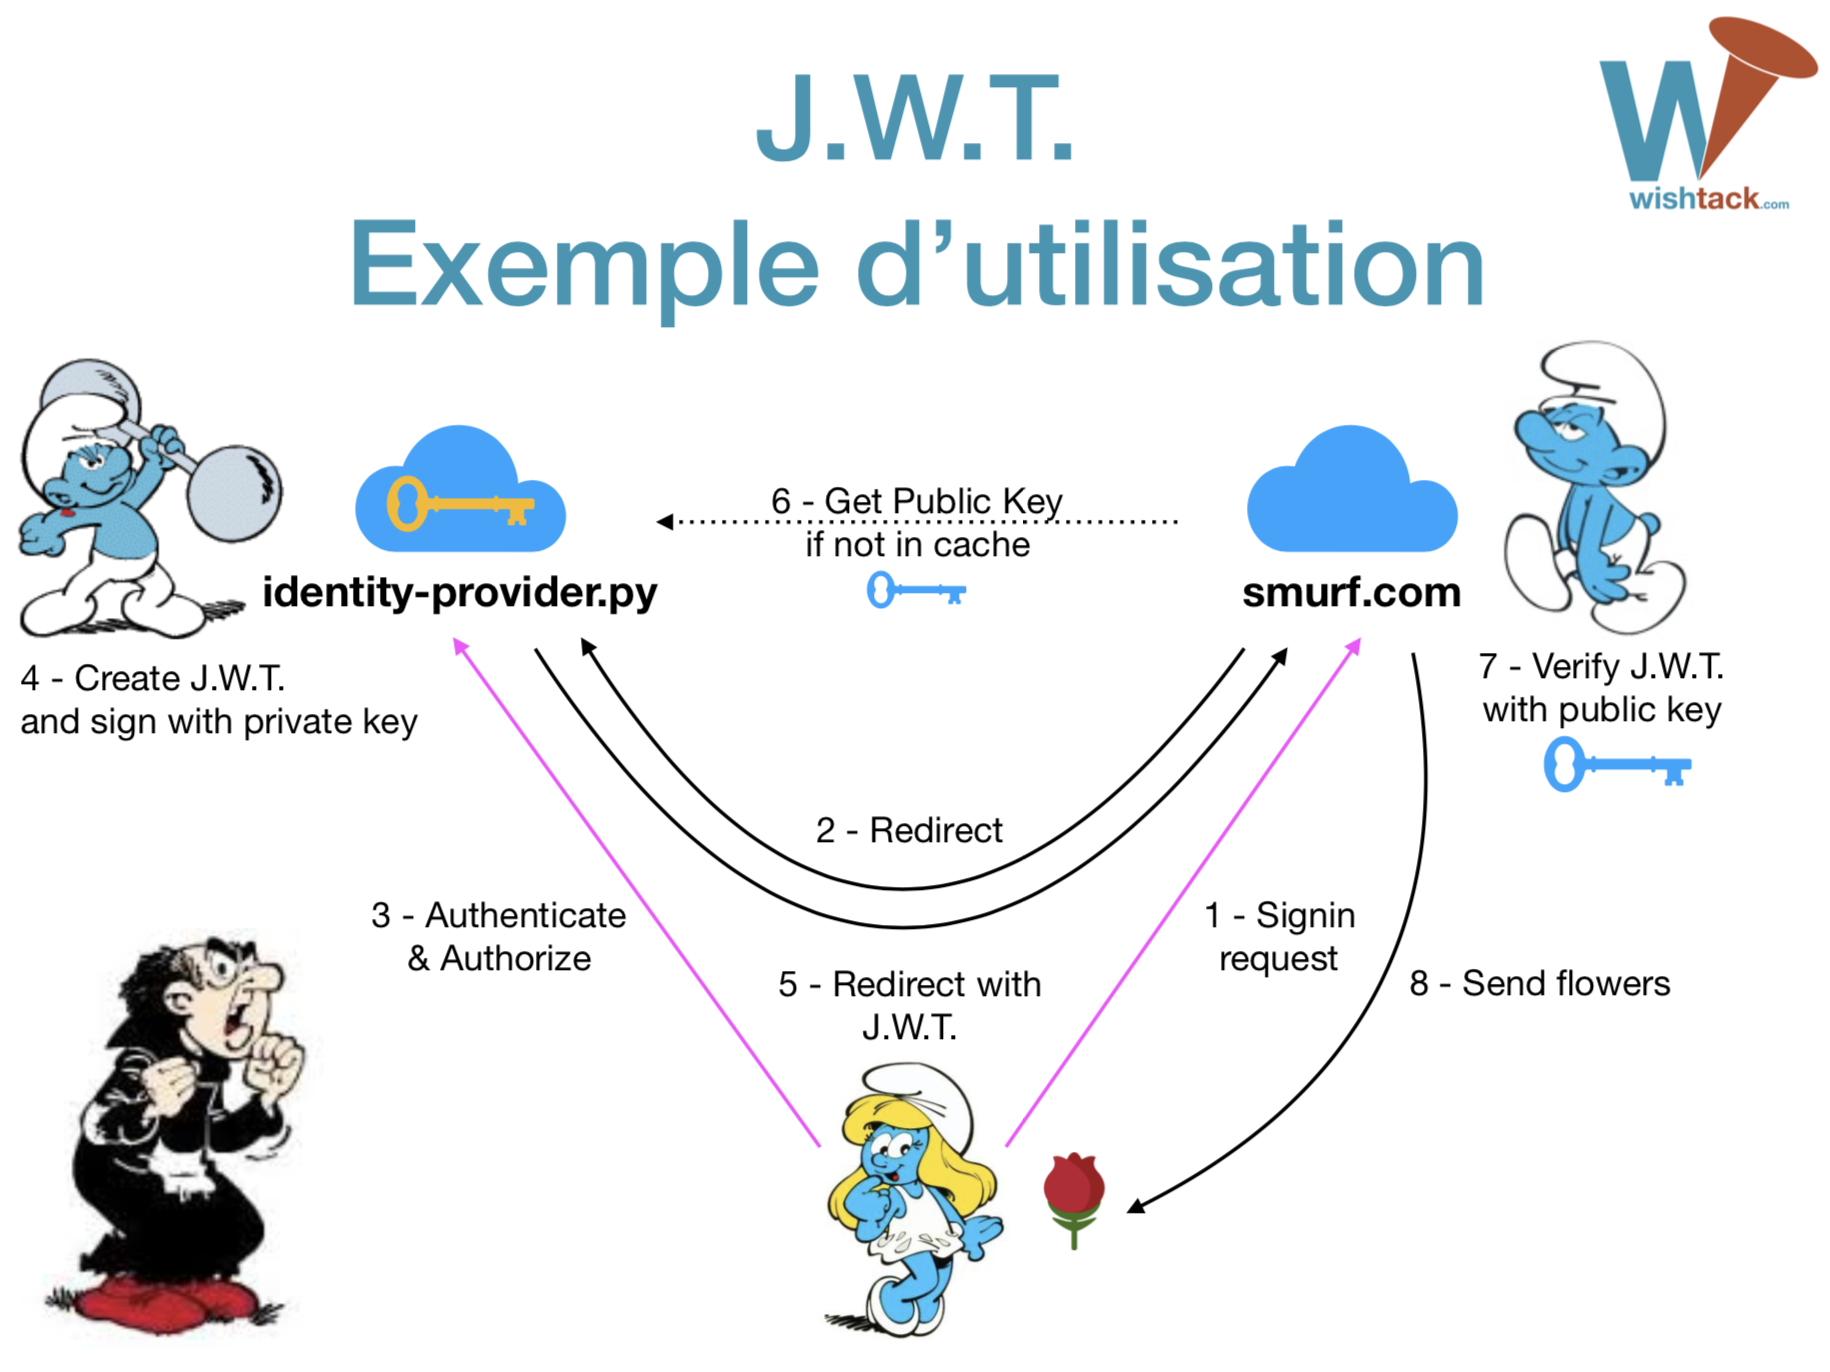 J.W.T.
Exemple d’utilisation
W
wishtack.com
6 - Get Public Key
if not in cache
identity-provider.py
smurf.com
4 - Create J.W.T.
and sign with private key
7 - Verify J.W.T.
with public key
2 - Redirect
3 - Authenticate
& Authorize
1 - Signin
request
5 - Redirect with
J.W.T.
8 - Send flowers